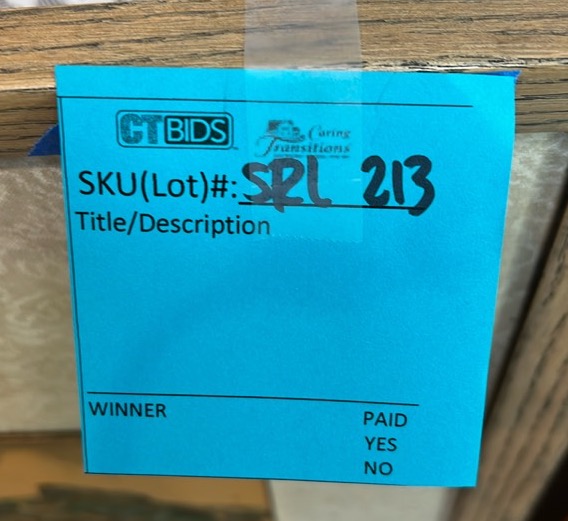 CTBIDS Caring Transitions
SKU(Lot)#: SRL 213
Title/Description
WINNER PAID
YES
NO